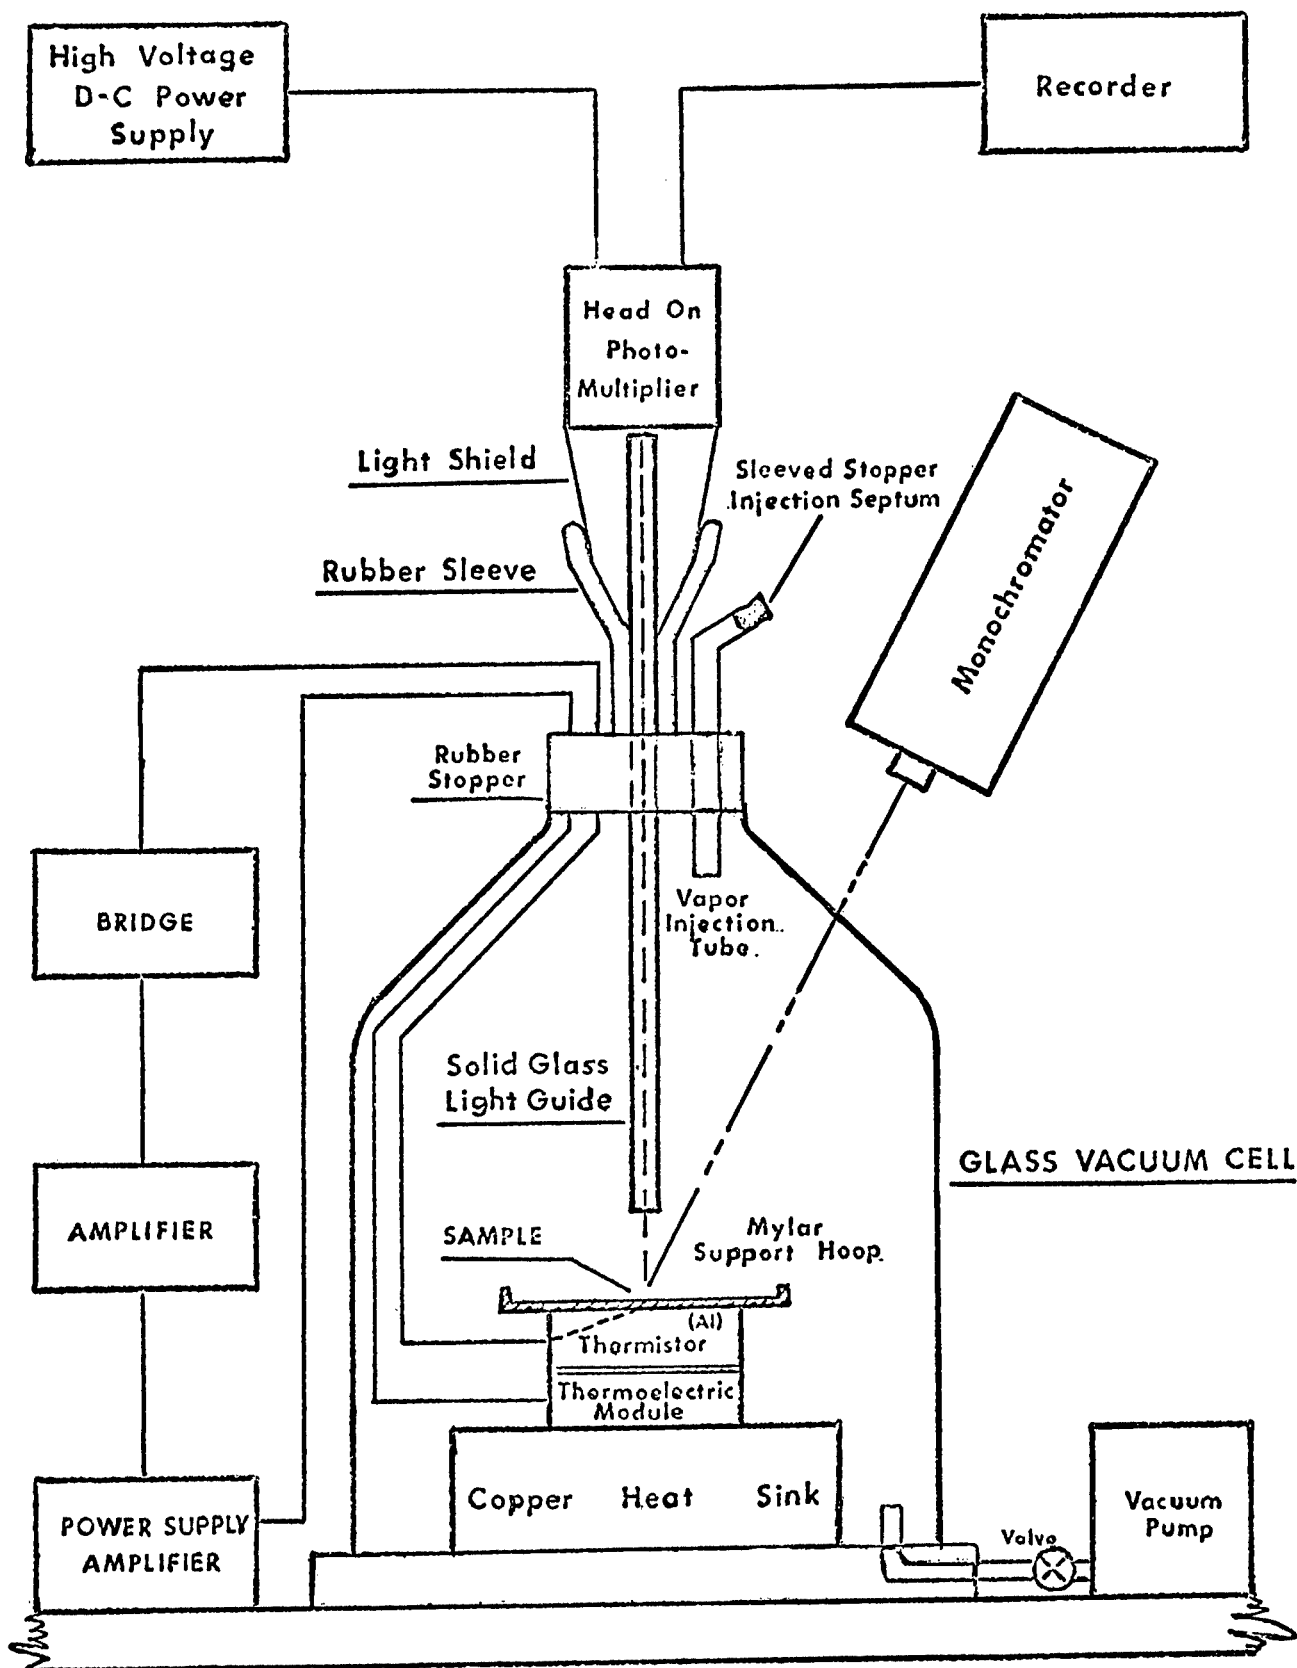 High Voltage
D-C Power
Supply
Recorder
Head On
Photo-
Multiplier
Light Shield
Sleeved Stopper
Injection Septum
Rubber Sleeve
Monochromator
Rubber
Stopper
BRIDGE
Vapor
Injection
Tube.
Solid Glass
Light Guide
GLASS VACUUM CELL
AMPLIFIER
SAMPLE
Mylar
Support Hoop
(Al)
Thermistor
Thermoelectric
Module
Copper Heat Sink
Vacuum
Pump
Valve
POWER SUPPLY
AMPLIFIER